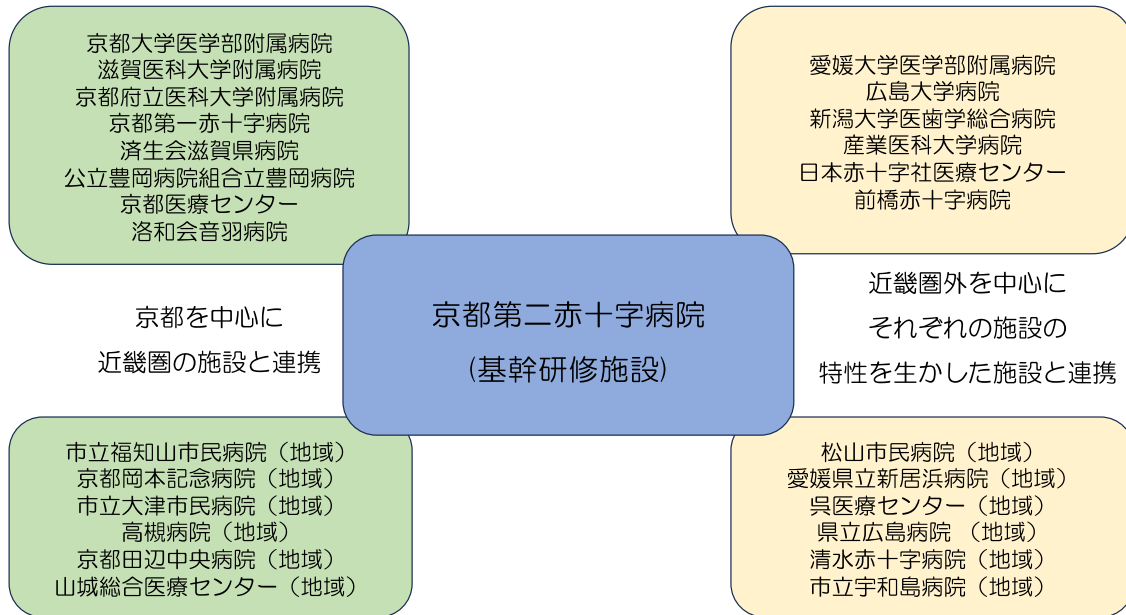 京都大学医学部附属病院
滋賀医科大学附属病院
京都府立医科大学附属病院
京都第一赤十字病院
済生会滋賀県病院
公立豊岡病院組合立豊岡病院
京都医療センター
洛和会音羽病院
愛媛大学医学部附属病院
広島大学病院
新潟大学医歯学総合病院
産業医科大学病院
日本赤十字社医療センター
前橋赤十字病院
京都を中心に
近畿圏の施設と連携
京都第二赤十字病院
(基幹研修施設)
近畿圏外を中心に
それぞれの施設の
特性を生かした施設と連携
市立福知山市民病院（地域）
京都岡本記念病院（地域）
市立大津市民病院（地域）
高槻病院（地域）
京都田辺中央病院（地域）
山城総合医療センター（地域）
松山市民病院（地域）
愛媛県立新居浜病院（地域）
呉医療センター（地域）
県立広島病院 （地域）
清水赤十字病院（地域）
市立宇和島病院（地域）